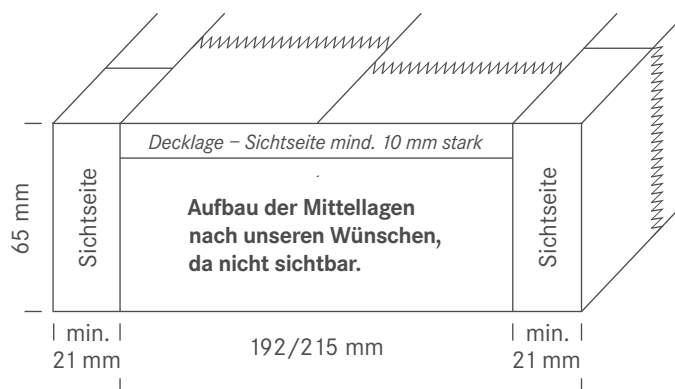 Decklage – Sichtseite mind. 10 mm stark
65 mm
Sichtseite
Aufbau der Mittellagen
nach unseren Wünschen,
da nicht sichtbar.
Sichtseite
min.
21 mm
192/215 mm
min.
21 mm